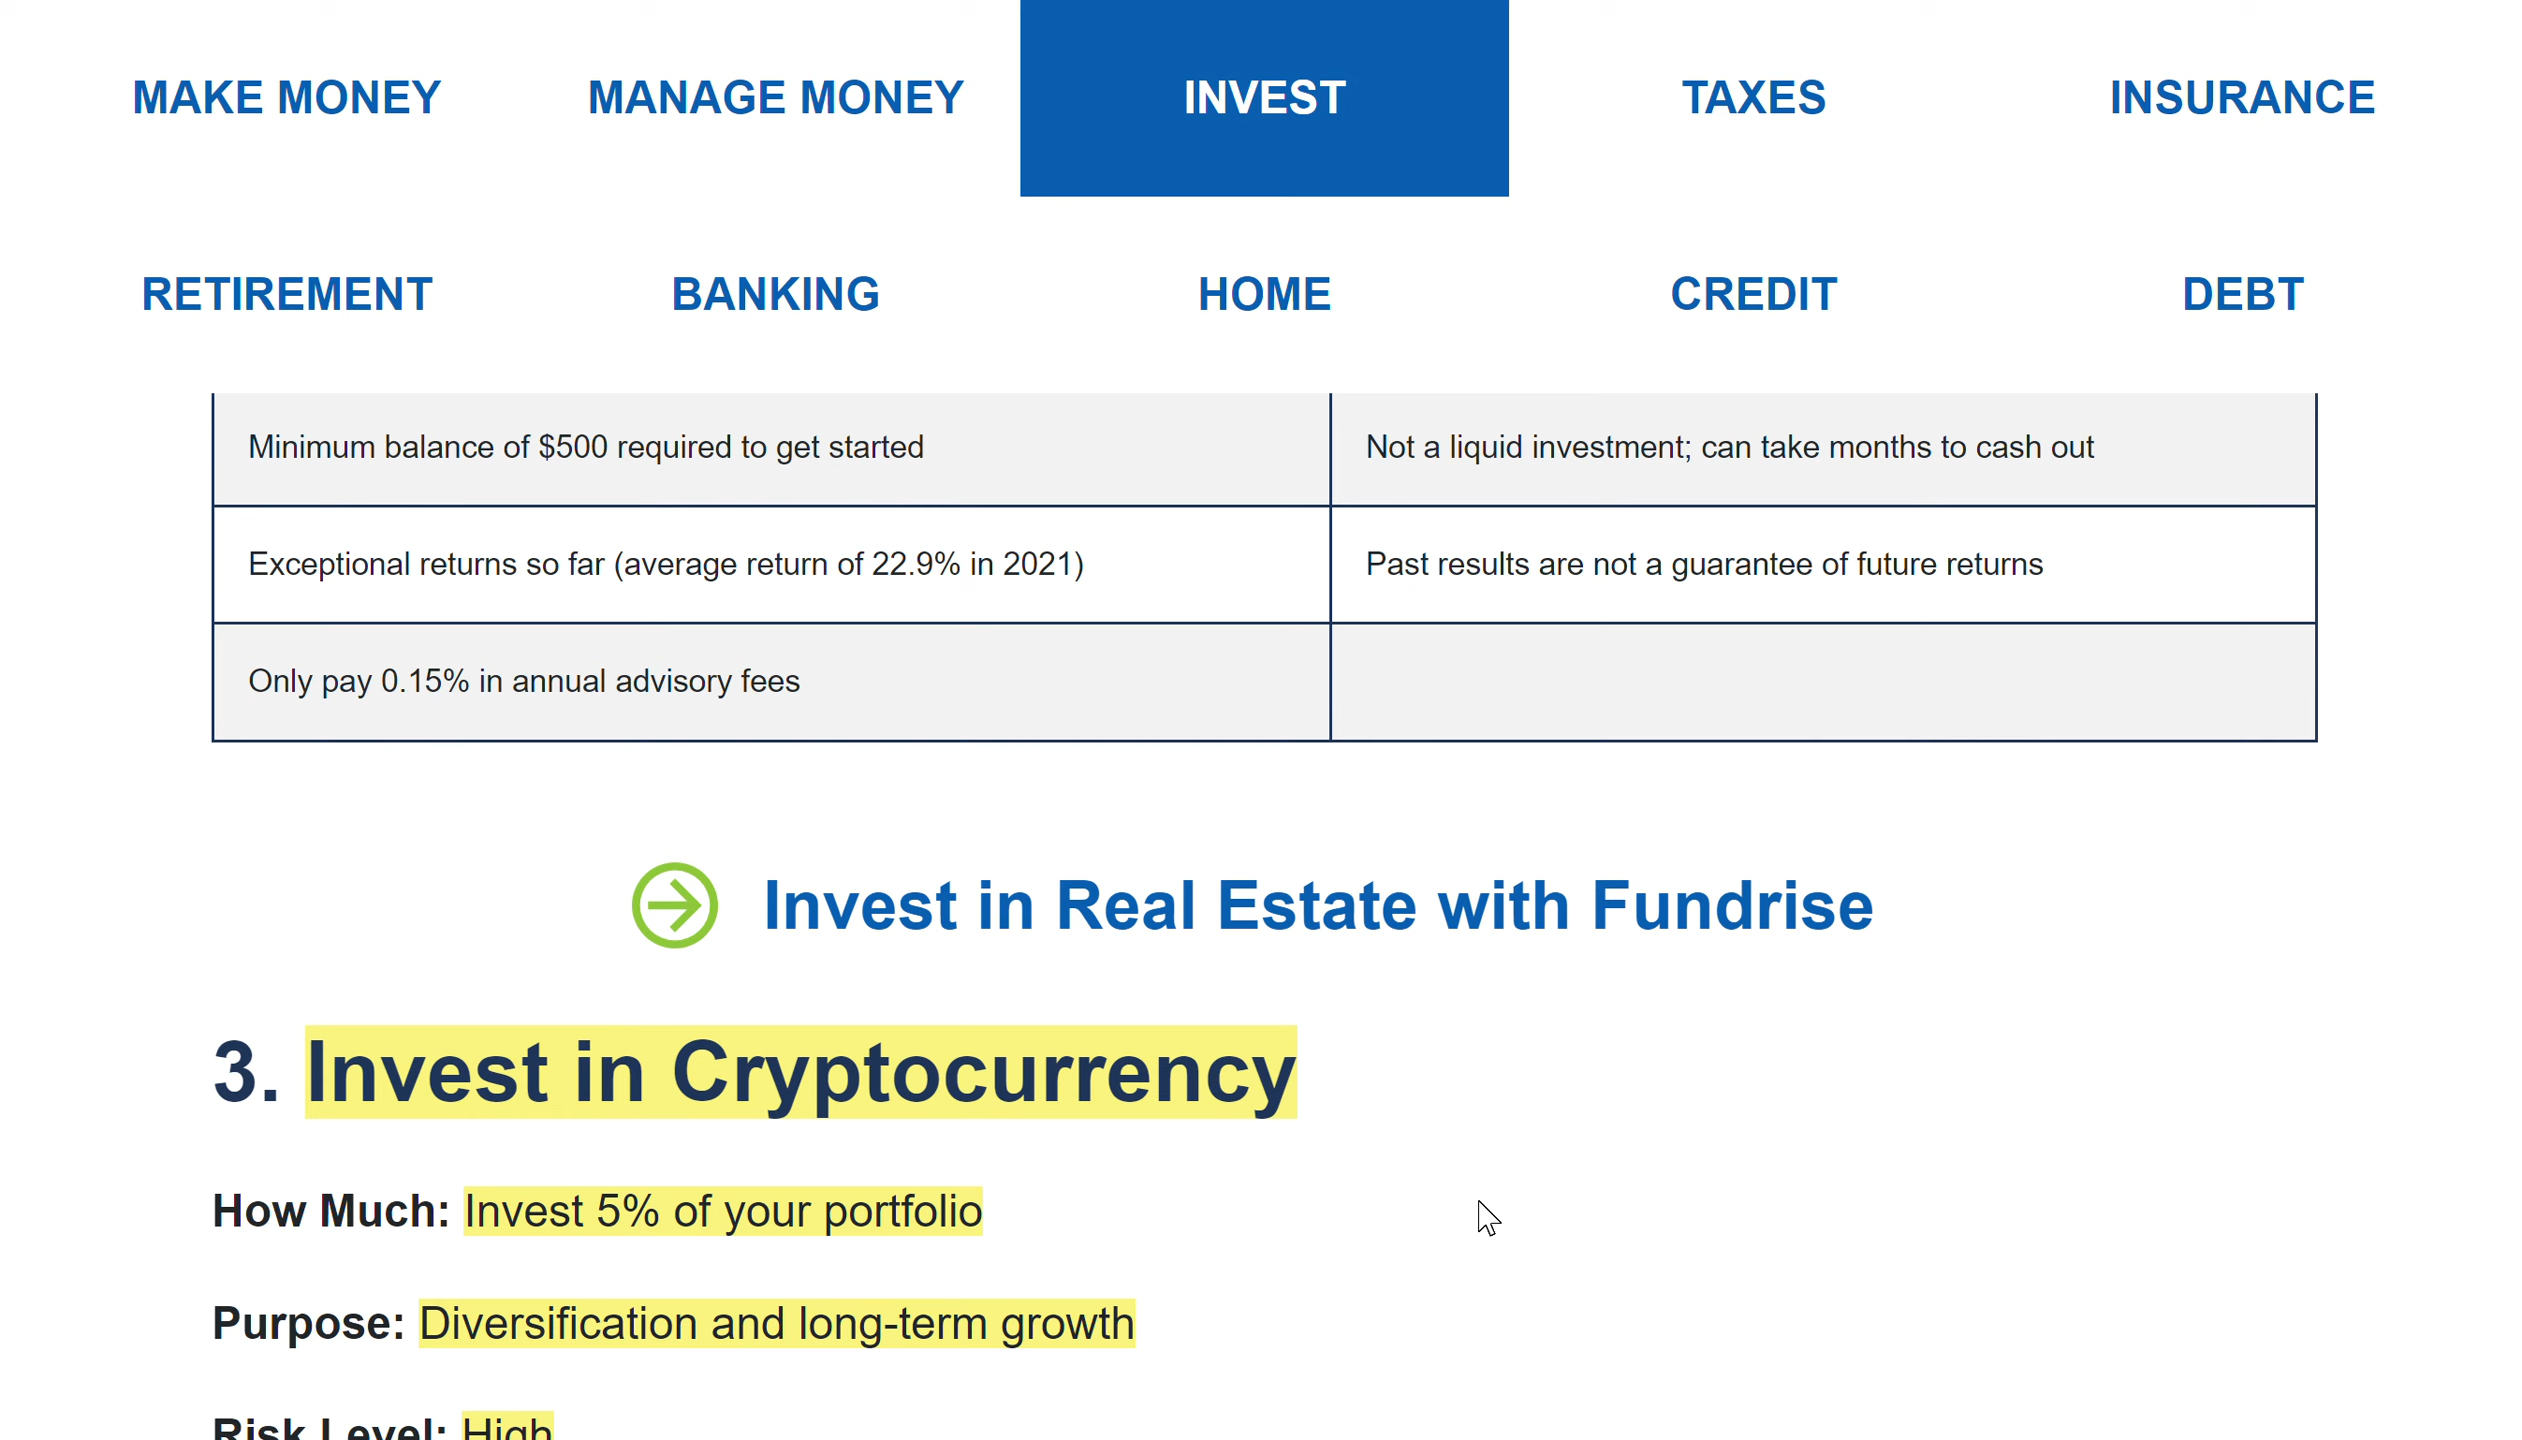 MAKE MONEY MANAGE MONEY INVEST TAXES INSURANCE
RETIREMENT BANKING HOME CREDIT DEBT
Minimum balance of $500 required to get started Not a liquid investment; can take months to cash out
Exceptional returns so far (average return of 22.9% in 2021) Past results are not a guarantee of future returns
Only pay 0.15% in annual advisory fees
Invest in Real Estate with Fundrise
3. Invest in Cryptocurrency
How Much: Invest 5% of your portfolio
Purpose: Diversification and long-term growth
Risk Level: High